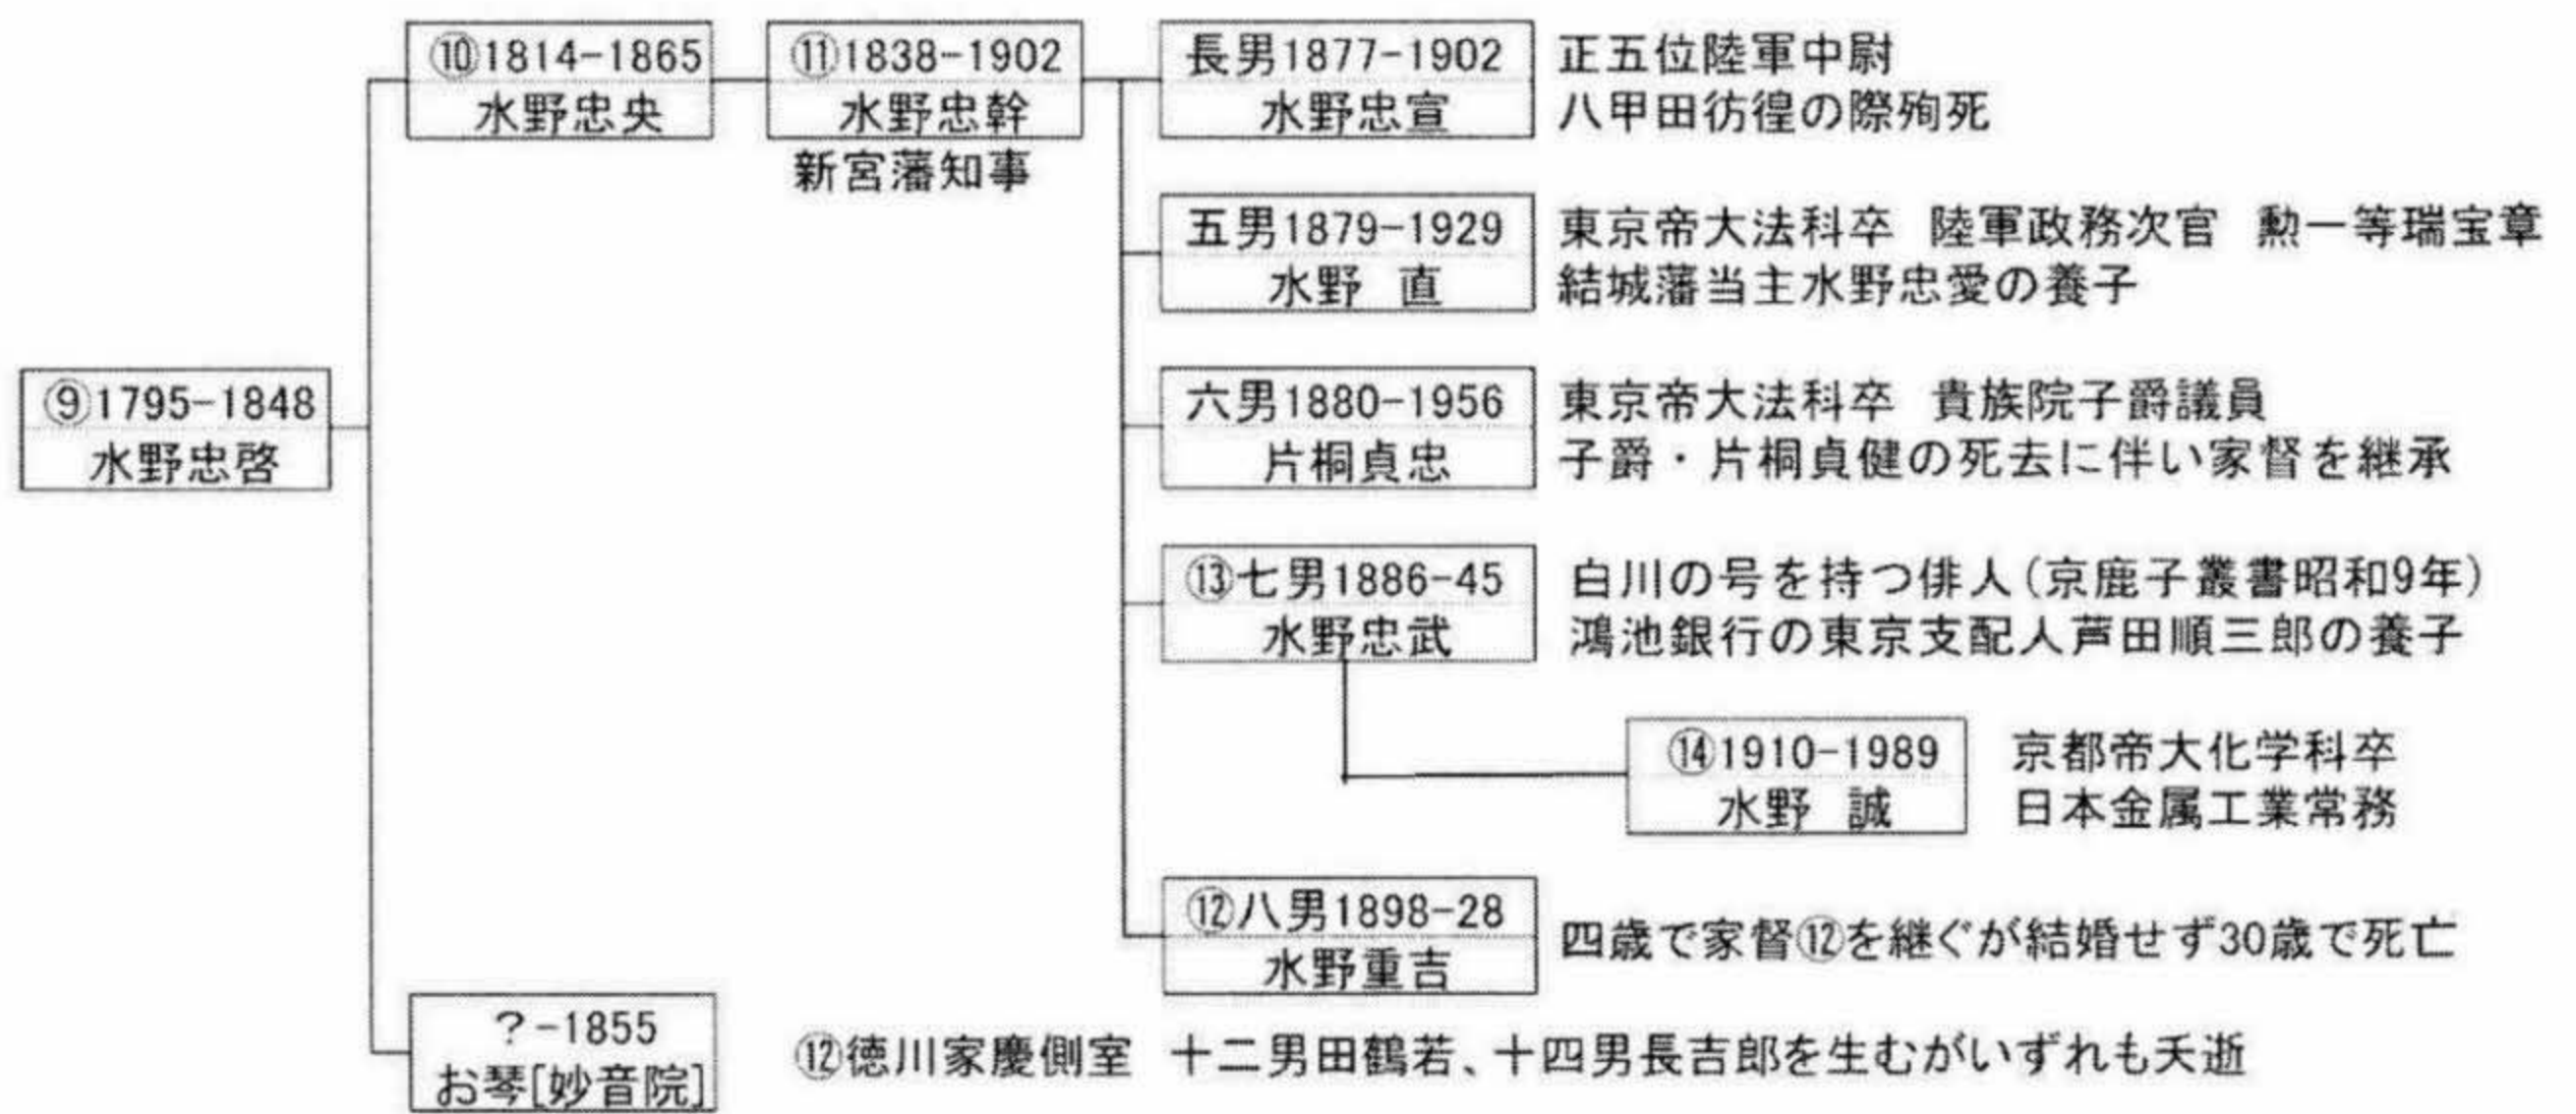 ⑩1814-1865
水野忠央
⑪1838-1902
水野忠幹
新宮藩知事
長男1877-1902
水野忠宣
正五位陸軍中尉
八甲田彷徨の際殉死
五男1879-1929
水野 直
東京帝大法科卒 陸軍政務次官 勲一等瑞宝章
結城藩当主水野忠愛の養子
⑨1795-1848
水野忠啓
六男1880-1956
片桐貞忠
東京帝大法科卒 貴族院子爵議員
子爵・片桐貞健の死去に伴い家督を継承
⑬七男1886-45
水野忠武
白川の号を持つ俳人(京鹿子叢書昭和9年)
鴻池銀行の東京支配人芦田順三郎の養子
⑭1910-1989
水野 誠
京都帝大化学科卒
日本金属工業常務
⑫八男1898-28
水野重吉
四歳で家督⑫を継ぐが結婚せず30歳で死亡
?-1855
お琴[妙音院]
⑫徳川家慶側室 十二男田鶴若、十四男長吉郎を生むがいずれも夭逝